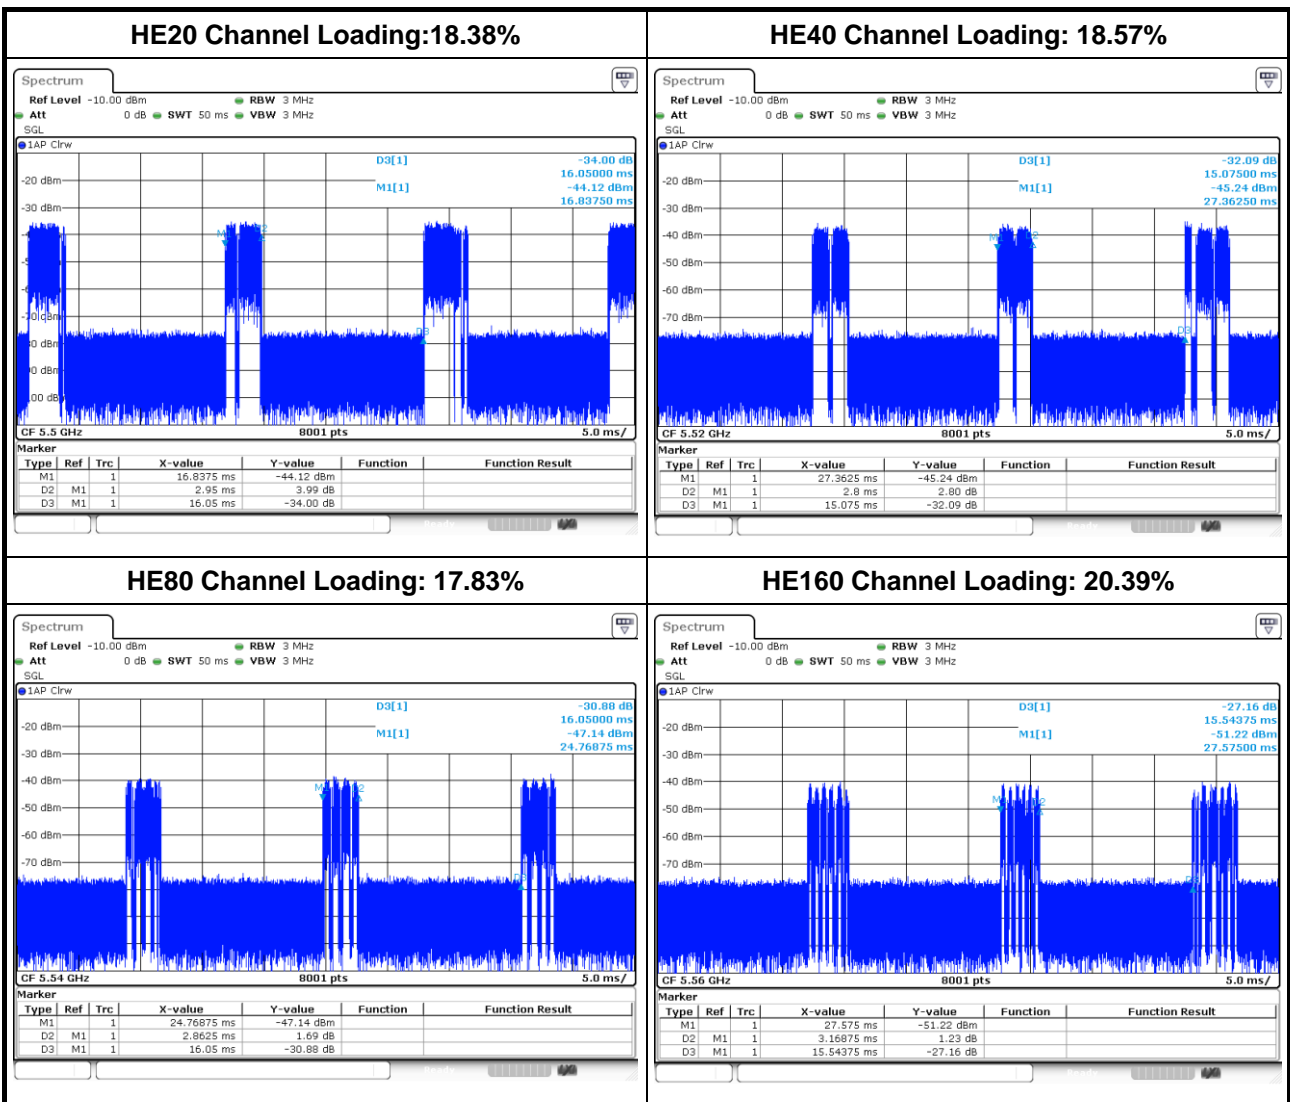 HE20 Channel Loading:18.38%
Spectrum
Ref Level -10.00 dBm RBW 3 MHz
Att 0 dB SWT 50 ms VBW 3 MHz
SGL
1AP Clrw
D3[1] -34.00 dB
16.05000 ms
M1[1] -44.12 dBm
16.83750 ms
-20 dBm
-30 dBm
D3
CF 5.5 GHz 8001 pts 5.0 ms/
Marker
Type Ref Trc X-value Y-value Function Function Result
M1 1 16.8375 ms -44.12 dBm
D2 M1 1 2.95 ms 3.99 dB
D3 M1 1 16.05 ms -34.00 dB
HE40 Channel Loading: 18.57%
Spectrum
Ref Level -10.00 dBm RBW 3 MHz
Att 0 dB SWT 50 ms VBW 3 MHz
SGL
1AP Clrw
D3[1] -32.09 dB
15.07500 ms
M1[1] -45.24 dBm
27.36250 ms
-20 dBm
-30 dBm
-40 dBm
-50 dBm
-60 dBm
-70 dBm
D3
CF 5.52 GHz 8001 pts 5.0 ms/
Marker
Type Ref Trc X-value Y-value Function Function Result
M1 1 27.3625 ms -45.24 dBm
D2 M1 1 2.8 ms 2.80 dB
D3 M1 1 15.075 ms -32.09 dB
HE80 Channel Loading: 17.83%
Spectrum
Ref Level -10.00 dBm RBW 3 MHz
Att 0 dB SWT 50 ms VBW 3 MHz
SGL
1AP Clrw
D3[1] -30.88 dB
16.05000 ms
M1[1] -47.14 dBm
24.76875 ms
-20 dBm
-30 dBm
-40 dBm
-50 dBm
-60 dBm
-70 dBm
CF 5.54 GHz 8001 pts 5.0 ms/
Marker
Type Ref Trc X-value Y-value Function Function Result
M1 1 24.76875 ms -47.14 dBm
D2 M1 1 2.8625 ms 1.69 dB
D3 M1 1 16.05 ms -30.88 dB
HE160 Channel Loading: 20.39%
Spectrum
Ref Level -10.00 dBm RBW 3 MHz
Att 0 dB SWT 50 ms VBW 3 MHz
SGL
1AP Clrw
D3[1] -27.16 dB
15.54375 ms
M1[1] -51.22 dBm
27.57500 ms
-20 dBm
-30 dBm
-40 dBm
-50 dBm
-60 dBm
-70 dBm
CF 5.56 GHz 8001 pts 5.0 ms/
Marker
Type Ref Trc X-value Y-value Function Function Result
M1 1 27.575 ms -51.22 dBm
D2 M1 1 3.16875 ms 1.23 dB
D3 M1 1 15.54375 ms -27.16 dB